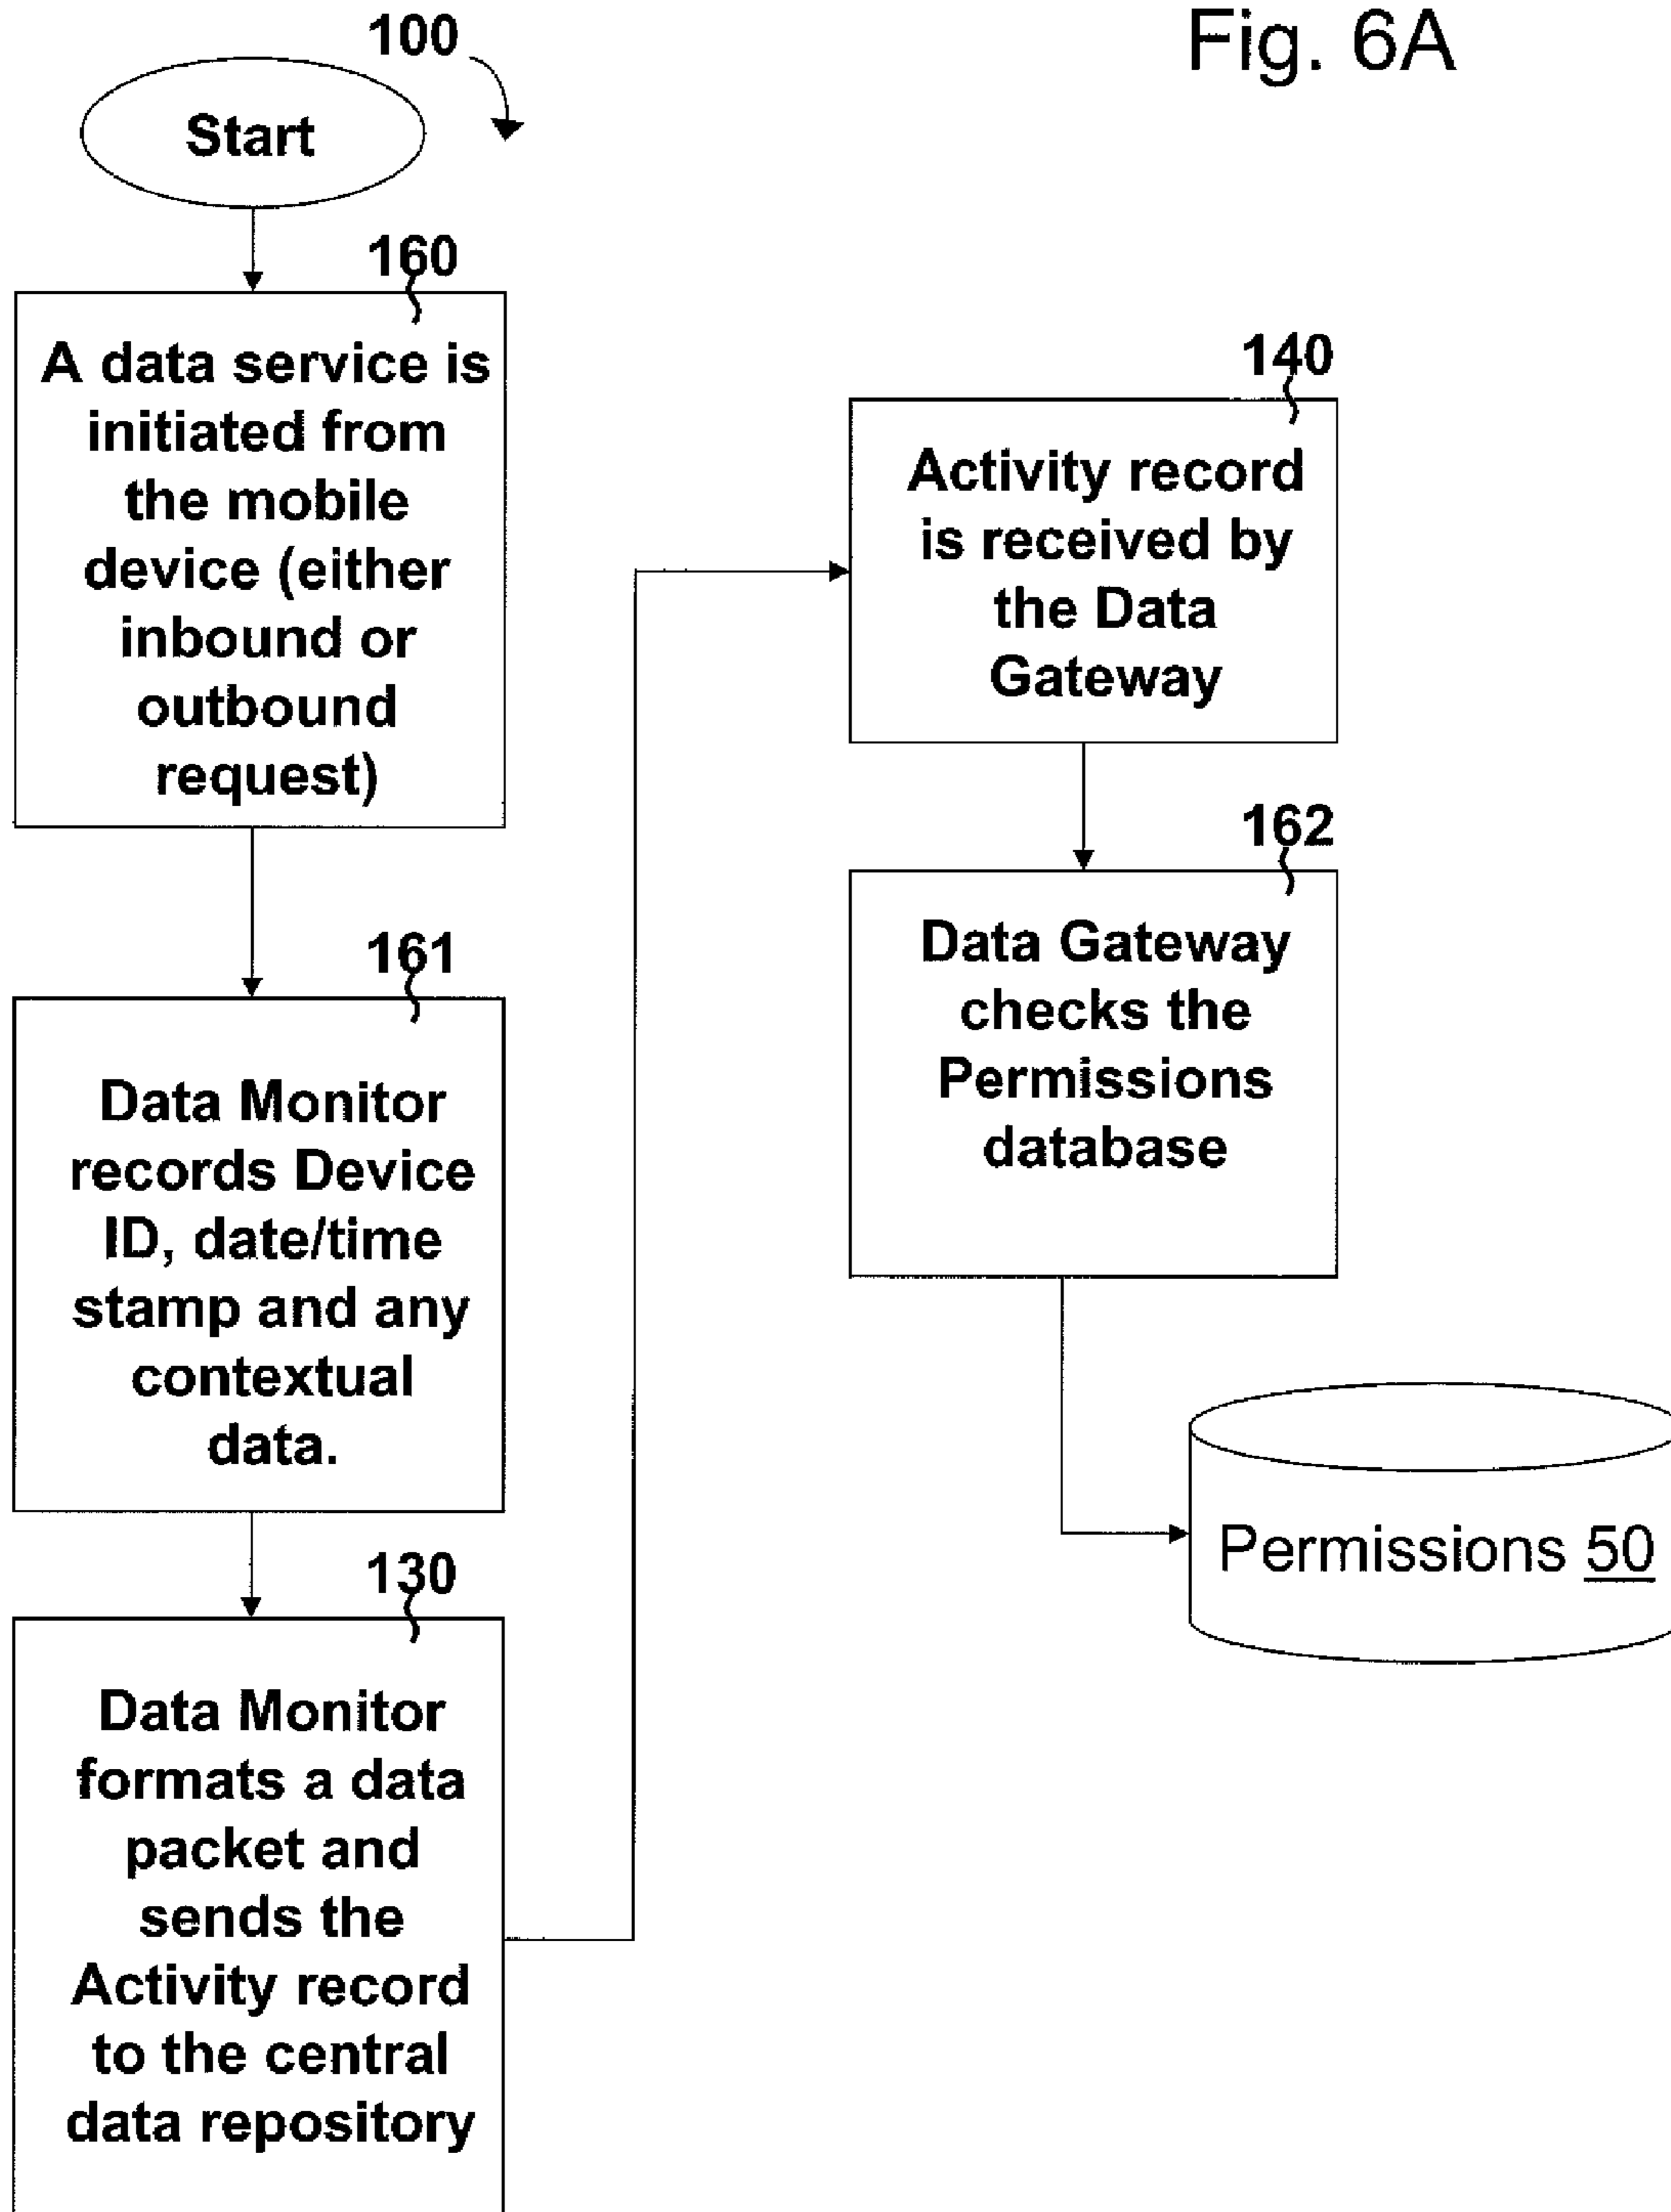 Fig. 6A
100
Start
160
A data service is
initiated from
the mobile
device (either
inbound or
outbound
request)
161
Data Monitor
records Device
ID, date/time
stamp and any
contextual
data.
130
Data Monitor
formats a data
packet and
sends the
Activity record
to the central
data repository
140
Activity record
is received by
the Data
Gateway
162
Data Gateway
checks the
Permissions
database
Permissions 50